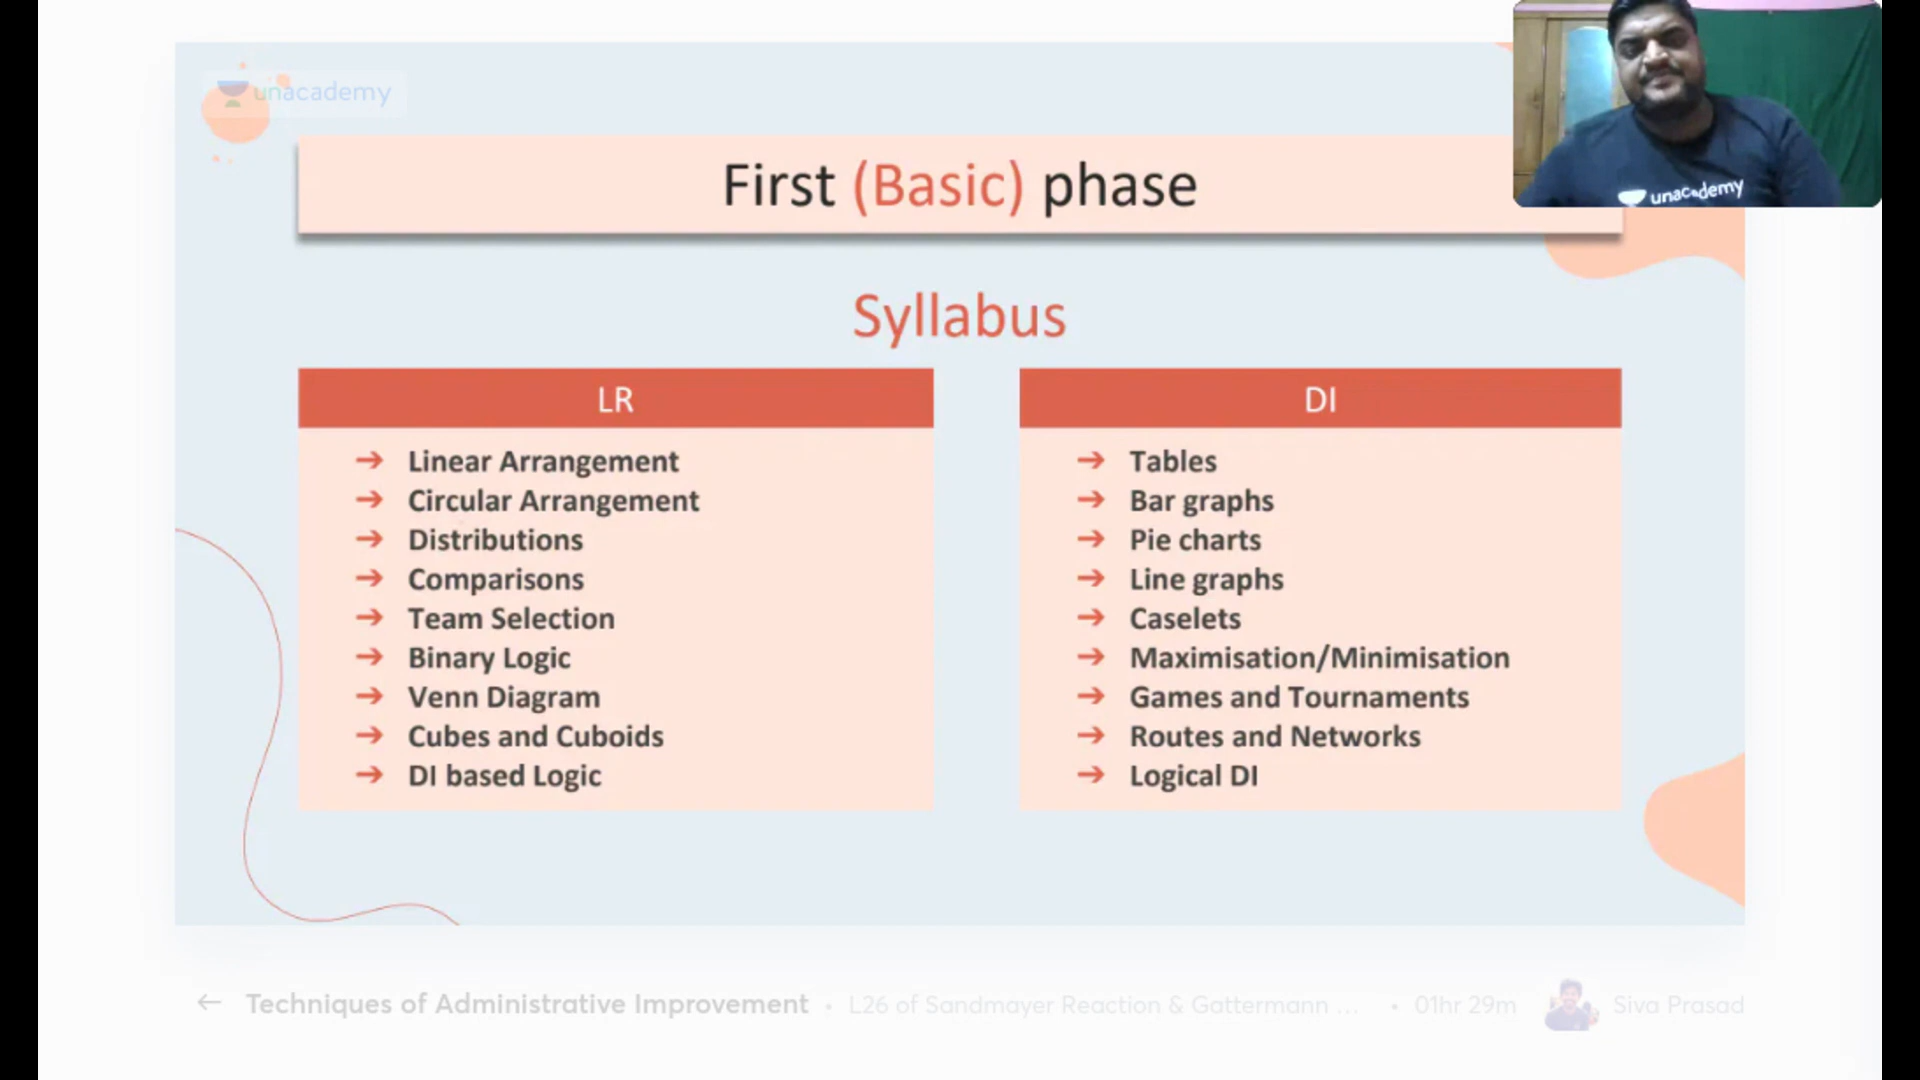 unacademy
First (Basic) phase
unacademy
Syllabus
LR
➔ Linear Arrangement
➔ Circular Arrangement
➔ Distributions
➔ Comparisons
➔ Team Selection
➔ Binary Logic
➔ Venn Diagram
➔ Cubes and Cuboids
➔ DI based Logic
DI
➔ Tables
➔ Bar graphs
➔ Pie charts
➔ Line graphs
➔ Caselets
➔ Maximisation/Minimisation
➔ Games and Tournaments
➔ Routes and Networks
➔ Logical DI
← Techniques of Administrative Improvement • L26 of Sandmayer Reaction & Gattermann ... • 01hr 29m Siva Prasad